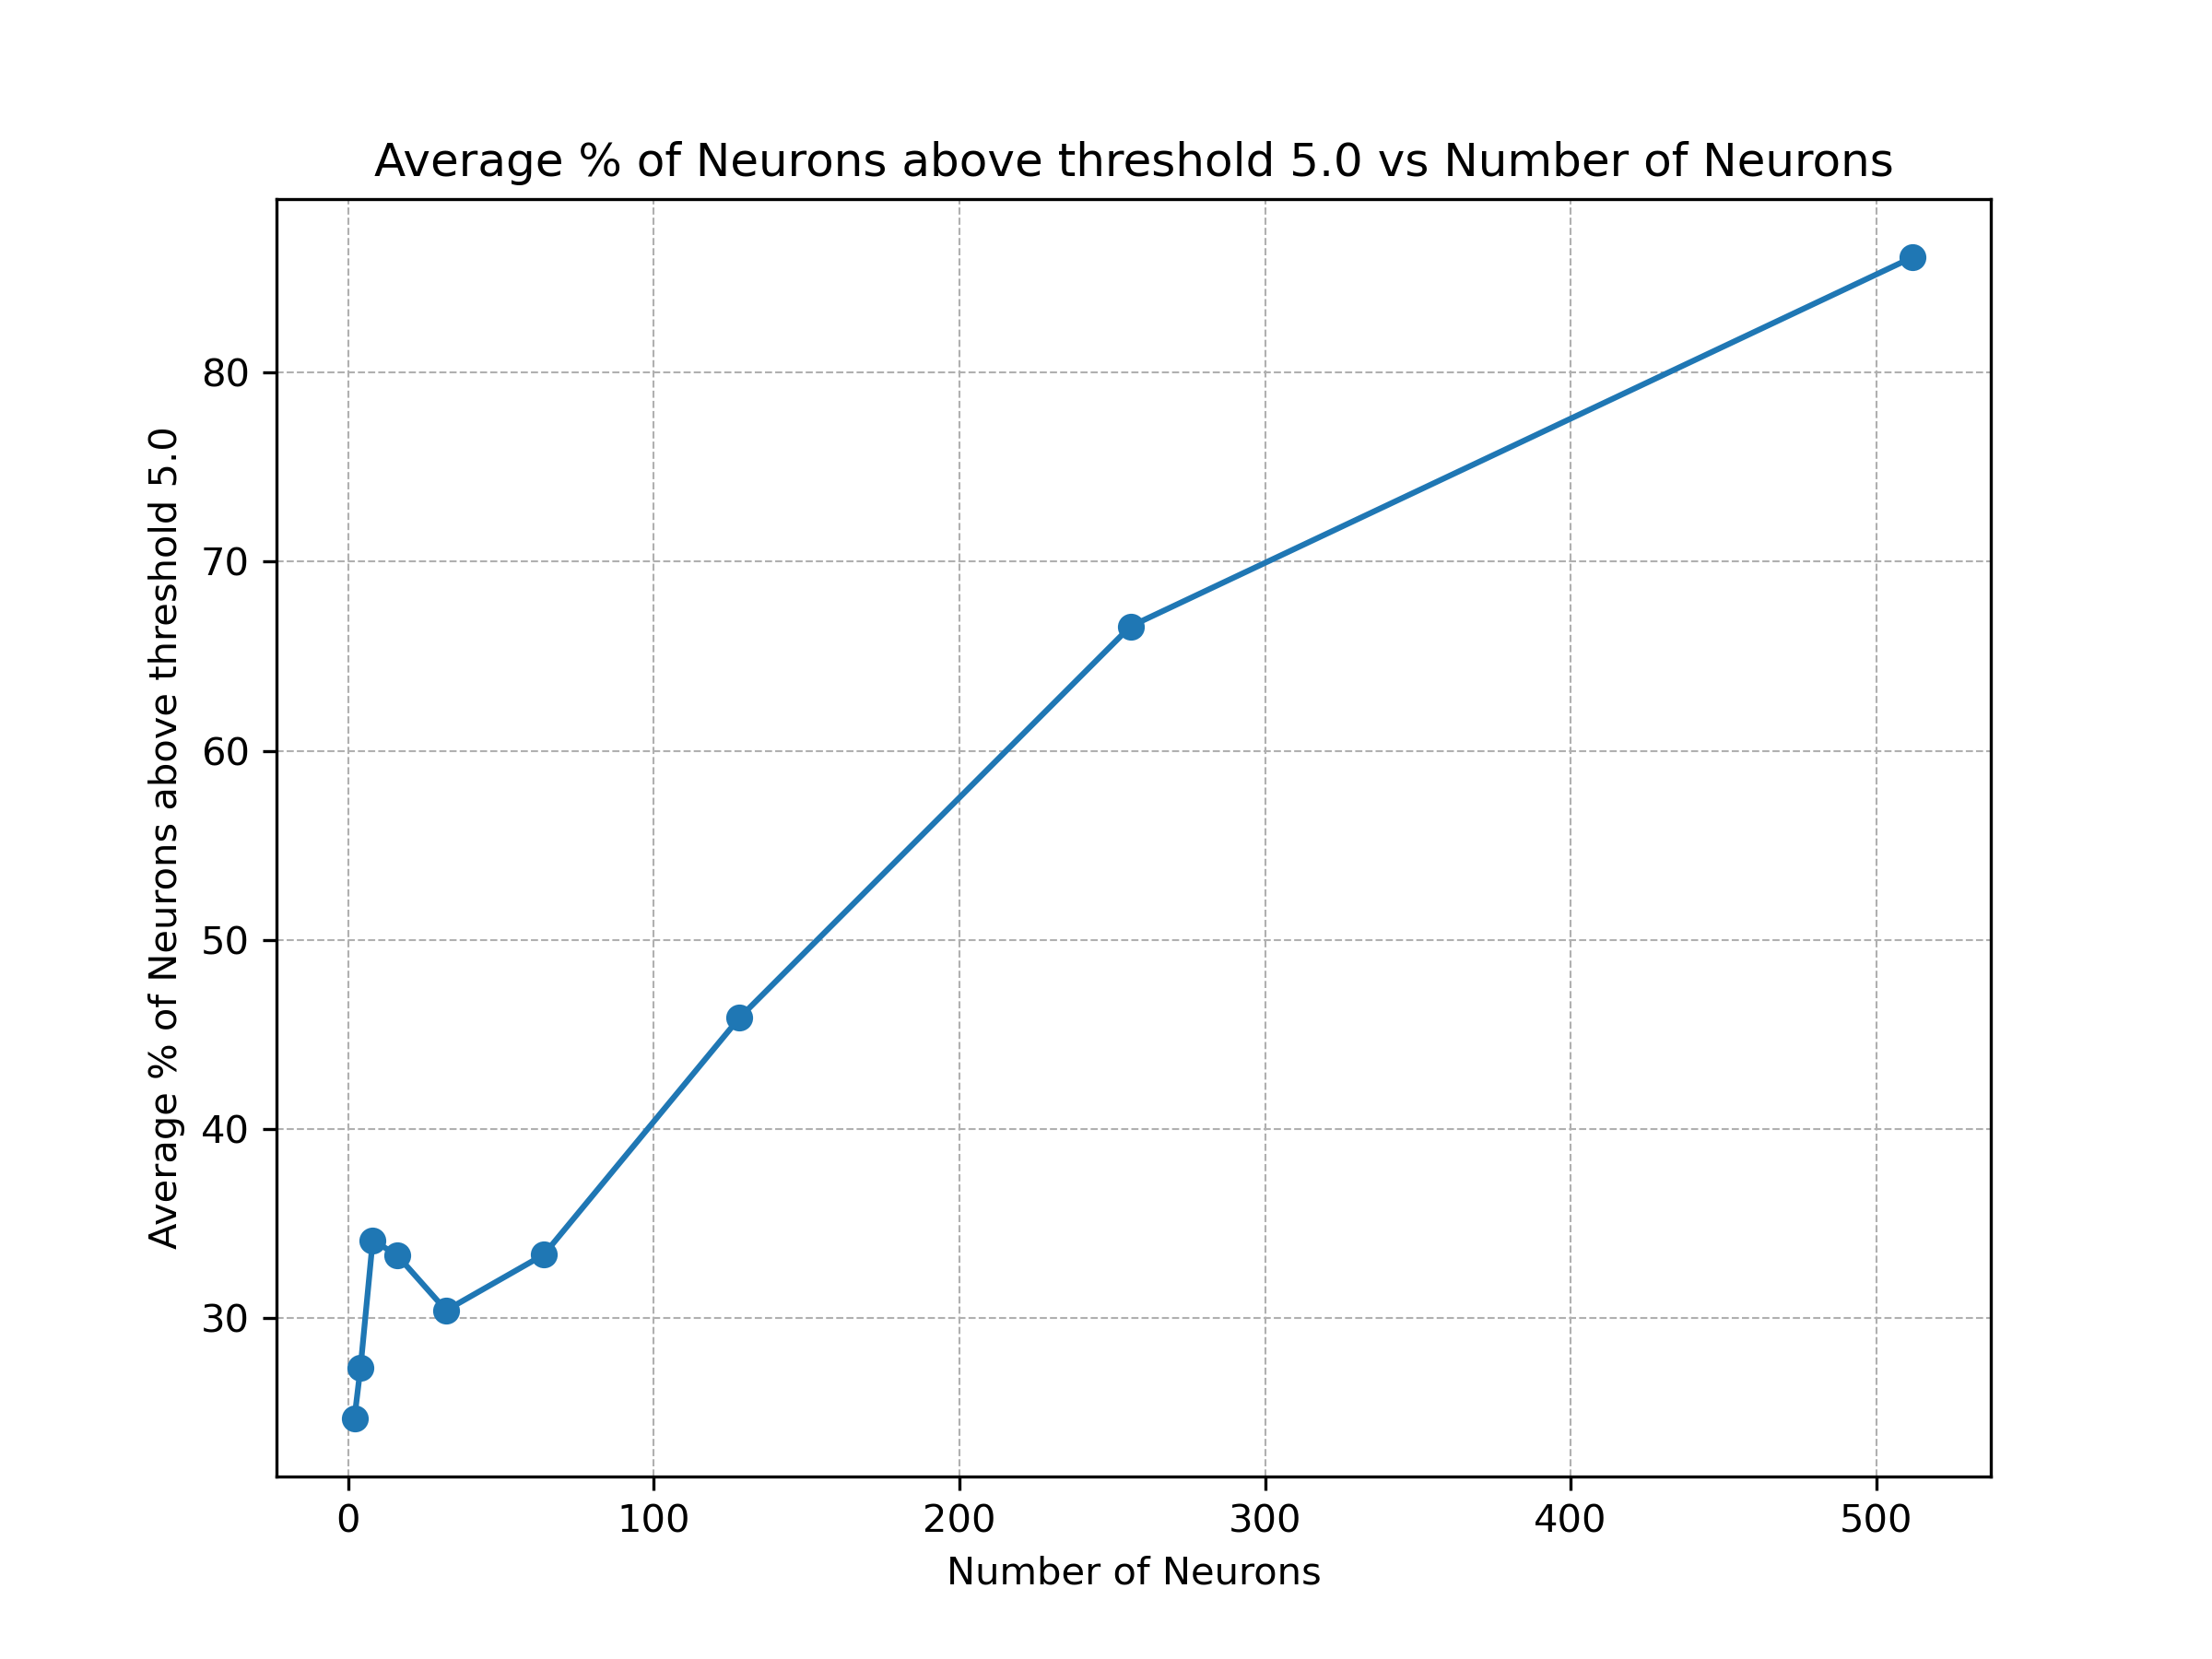 Average % of Neurons above threshold 5.0 vs Number of Neurons
Average % of Neurons above threshold 5.0
80
70
60
50
40
30
0 100 200 300 400 500
Number of Neurons